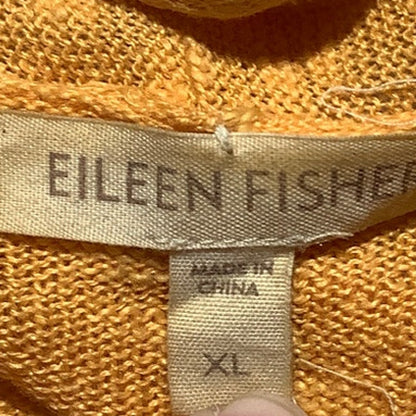 EILEEN FISHER
MADE IN
CHINA
XL